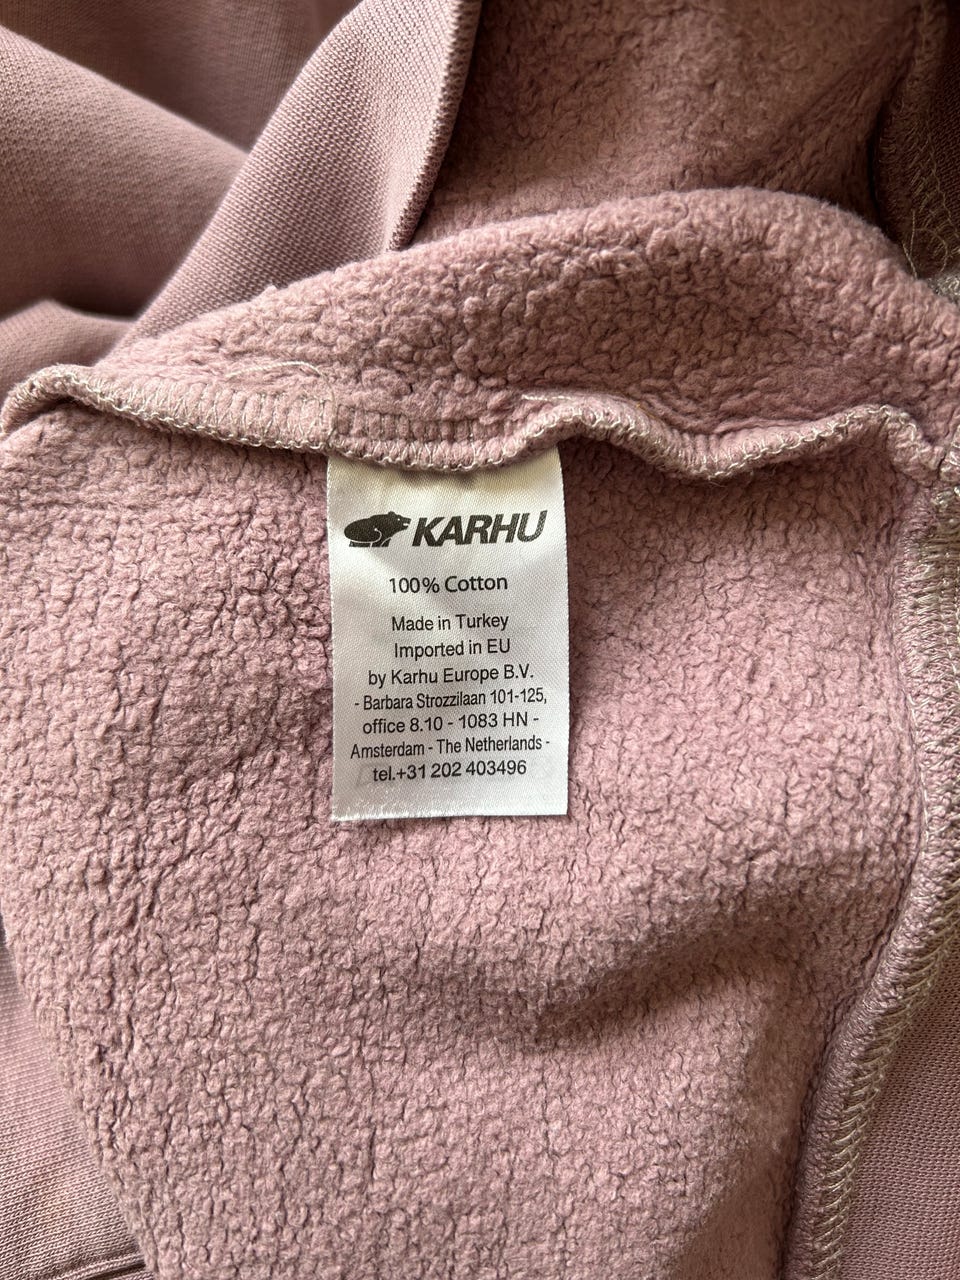 KARHU
100% Cotton
Made in Turkey
Imported in EU
by Karhu Europe B.V.
- Barbara Strozzilaan 101-125,
office 8.10 - 1083 HN -
Amsterdam - The Netherlands -
tel.+31 202 403496